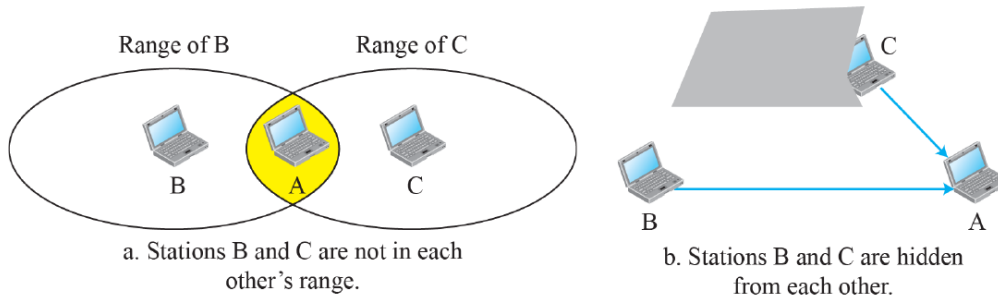 Range of B
Range of C
B
A
C
a. Stations B and C are not in each
other's range.
C
B
A
b. Stations B and C are hidden
from each other.